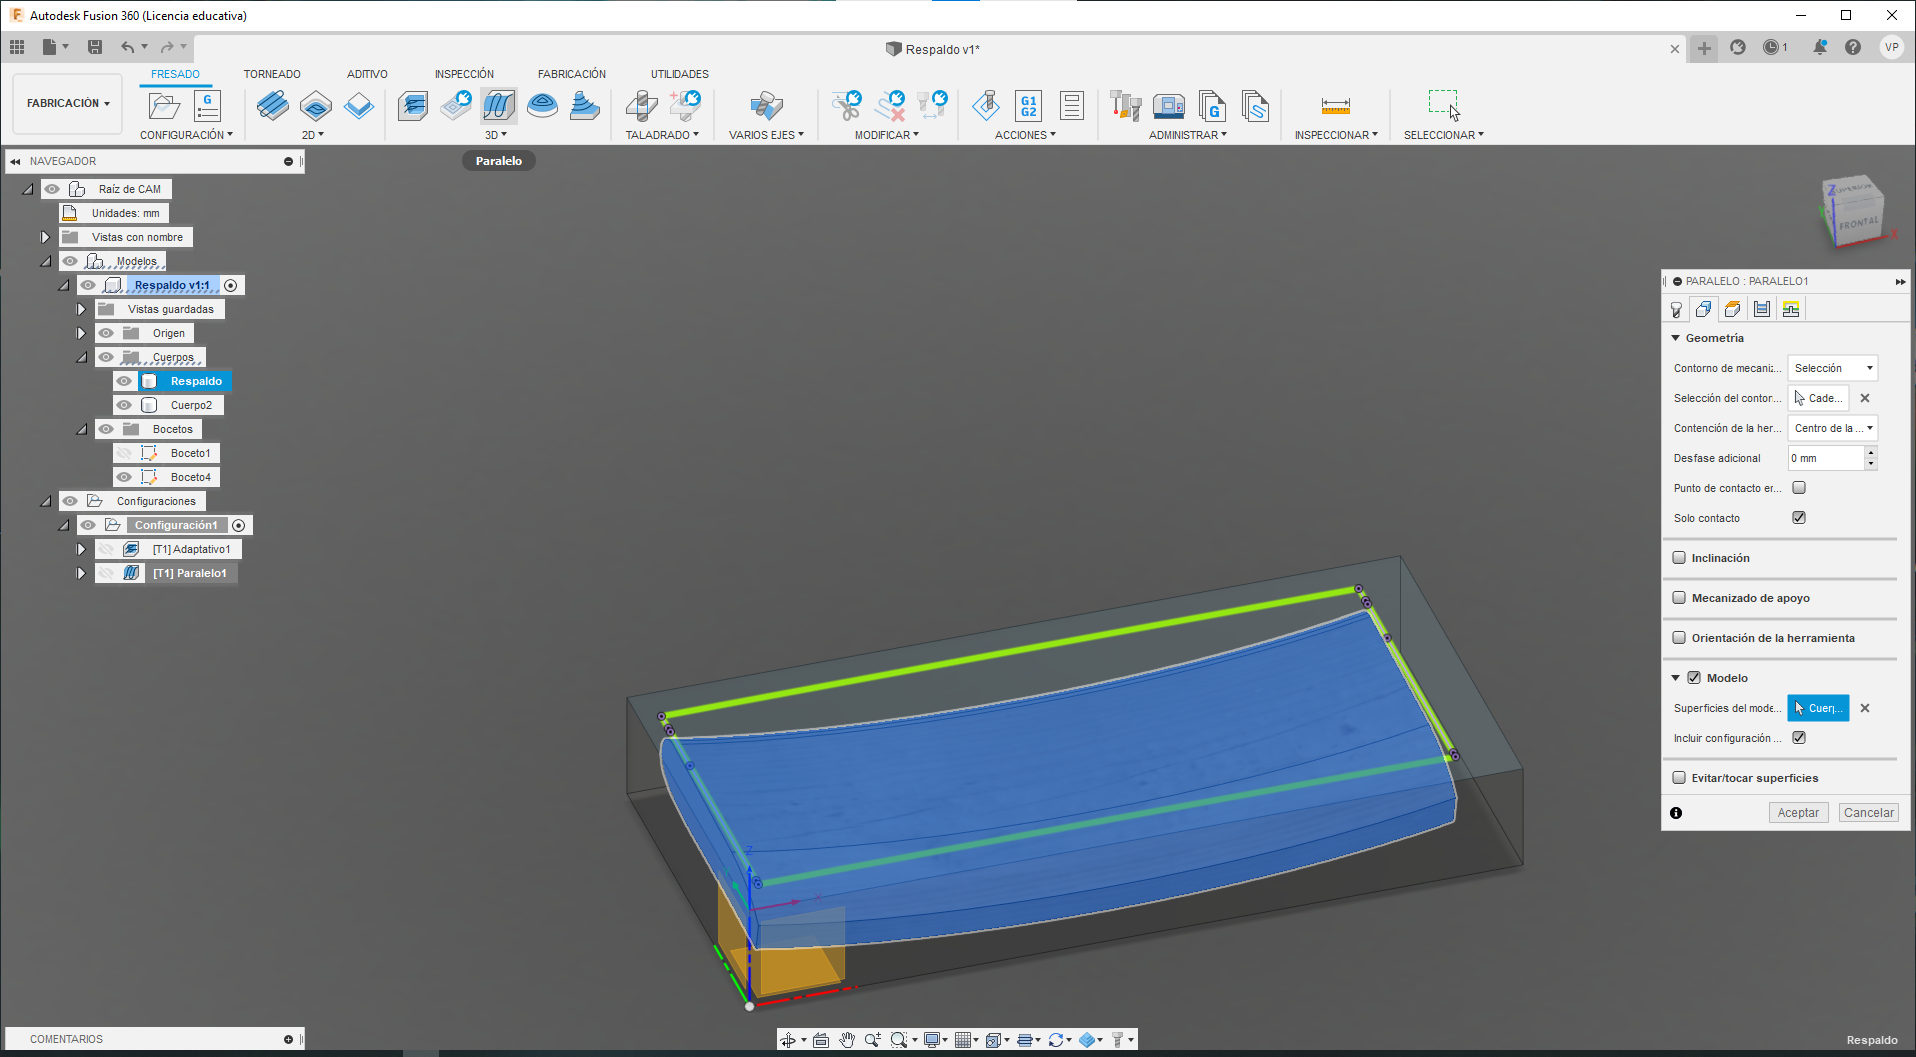 Autodesk Fusion 360 (Licencia educativa)
Respaldo v1*
1
VP
FABRICACIÓN
FRESADO
TORNEADO
ADITIVO
INSPECCIÓN
FABRICACIÓN
UTILIDADES
G
G1
G2
G
CONFIGURACIÓN
2D
3D
TALADRADO
VARIOS EJES
MODIFICAR
ACCIONES
ADMINISTRAR
INSPECCIONAR
SELECCIONAR
NAVEGADOR
Paralelo
Raíz de CAM
Unidades: mm
Vistas con nombre
Modelos
Respaldo v1:1
Vistas guardadas
Origen
Cuerpos
Respaldo
Cuerpo2
Bocetos
Boceto1
Boceto4
Configuraciones
Configuración1
[T1] Adaptativo1
[T1] Paralelo1
Z
SUPERIOR
FRONTAL
X
PARALELO : PARALELO1
Geometría
Contorno de mecani... Selección
Selección del contor... Cade...
Contención de la her... Centro de la ...
Desfase adicional 0 mm
Punto de contacto er...
Solo contacto
Inclinación
Mecanizado de apoyo
Orientación de la herramienta
Modelo
Superficies del mode... Cuer...
Incluir configuración ...
Evitar/tocar superficies
Aceptar Cancelar
Z
X
COMENTARIOS
Respaldo